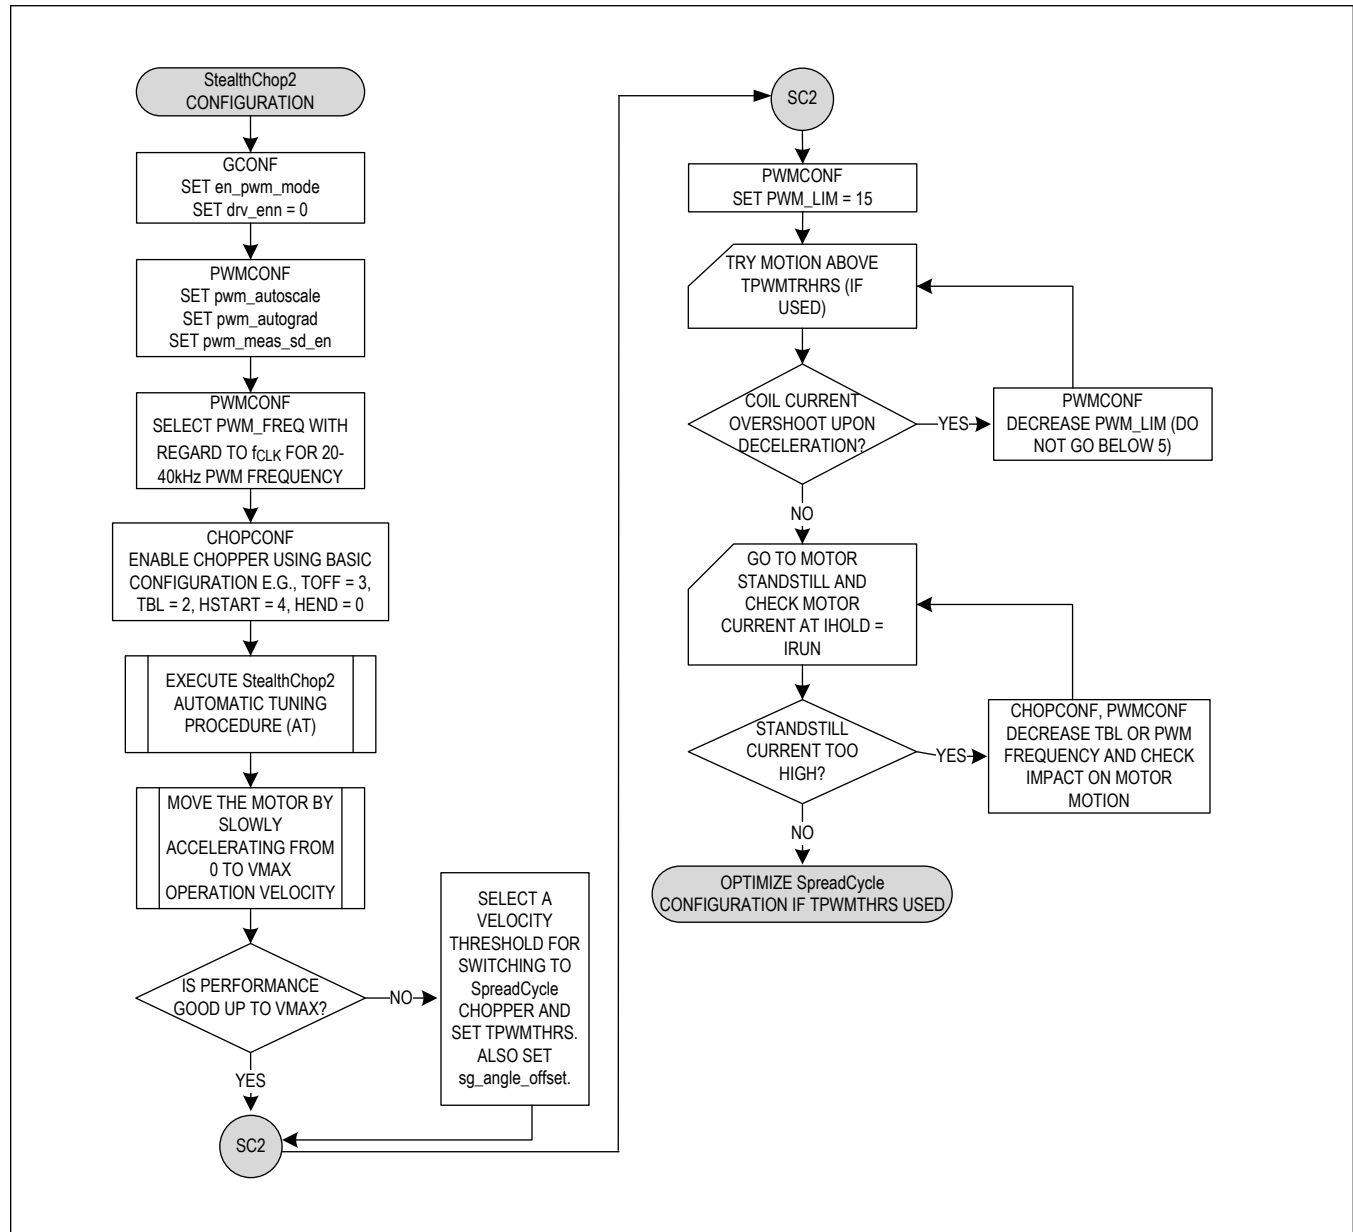 StealthChop2
CONFIGURATION
GCONF
SET en_pwm_mode
SET drv_enn = 0
PWMCONF
SET pwm_autoscale
SET pwm_autograd
SET pwm_meas_sd_en
PWMCONF
SELECT PWM_FREQ WITH
REGARD TO fCLK FOR 20-
40kHz PWM FREQUENCY
CHOPCONF
ENABLE CHOPPER USING BASIC
CONFIGURATION E.G., TOFF = 3,
TBL = 2, HSTART = 4, HEND = 0
EXECUTE StealthChop2
AUTOMATIC TUNING
PROCEDURE (AT)
MOVE THE MOTOR BY
SLOWLY
ACCELERATING FROM
0 TO VMAX
OPERATION VELOCITY
IS PERFORMANCE
GOOD UP TO VMAX?
NO
SELECT A
VELOCITY
THRESHOLD FOR
SWITCHING TO
SpreadCycle
CHOPPER AND
SET TPWMTHRS.
ALSO SET
sg_angle_offset.
YES
SC2
SC2
PWMCONF
SET PWM_LIM = 15
TRY MOTION ABOVE
TPWMTRHRS (IF
USED)
COIL CURRENT
OVERSHOOT UPON
DECELERATION?
YES
PWMCONF
DECREASE PWM_LIM (DO
NOT GO BELOW 5)
NO
GO TO MOTOR
STANDSTILL AND
CHECK MOTOR
CURRENT AT IHOLD =
IRUN
STANDSTILL
CURRENT TOO
HIGH?
YES
CHOPCONF, PWMCONF
DECREASE TBL OR PWM
FREQUENCY AND CHECK
IMPACT ON MOTOR
MOTION
NO
OPTIMIZE SpreadCycle
CONFIGURATION IF TPWMTHRS USED